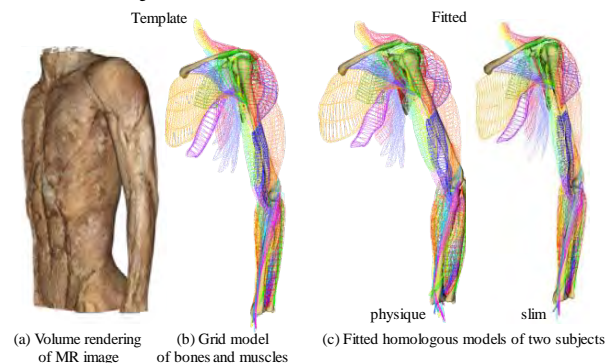 Template
Fitted
physique
slim
(a) Volume rendering
of MR image
(b) Grid model
of bones and muscles
(c) Fitted homologous models of two subjects